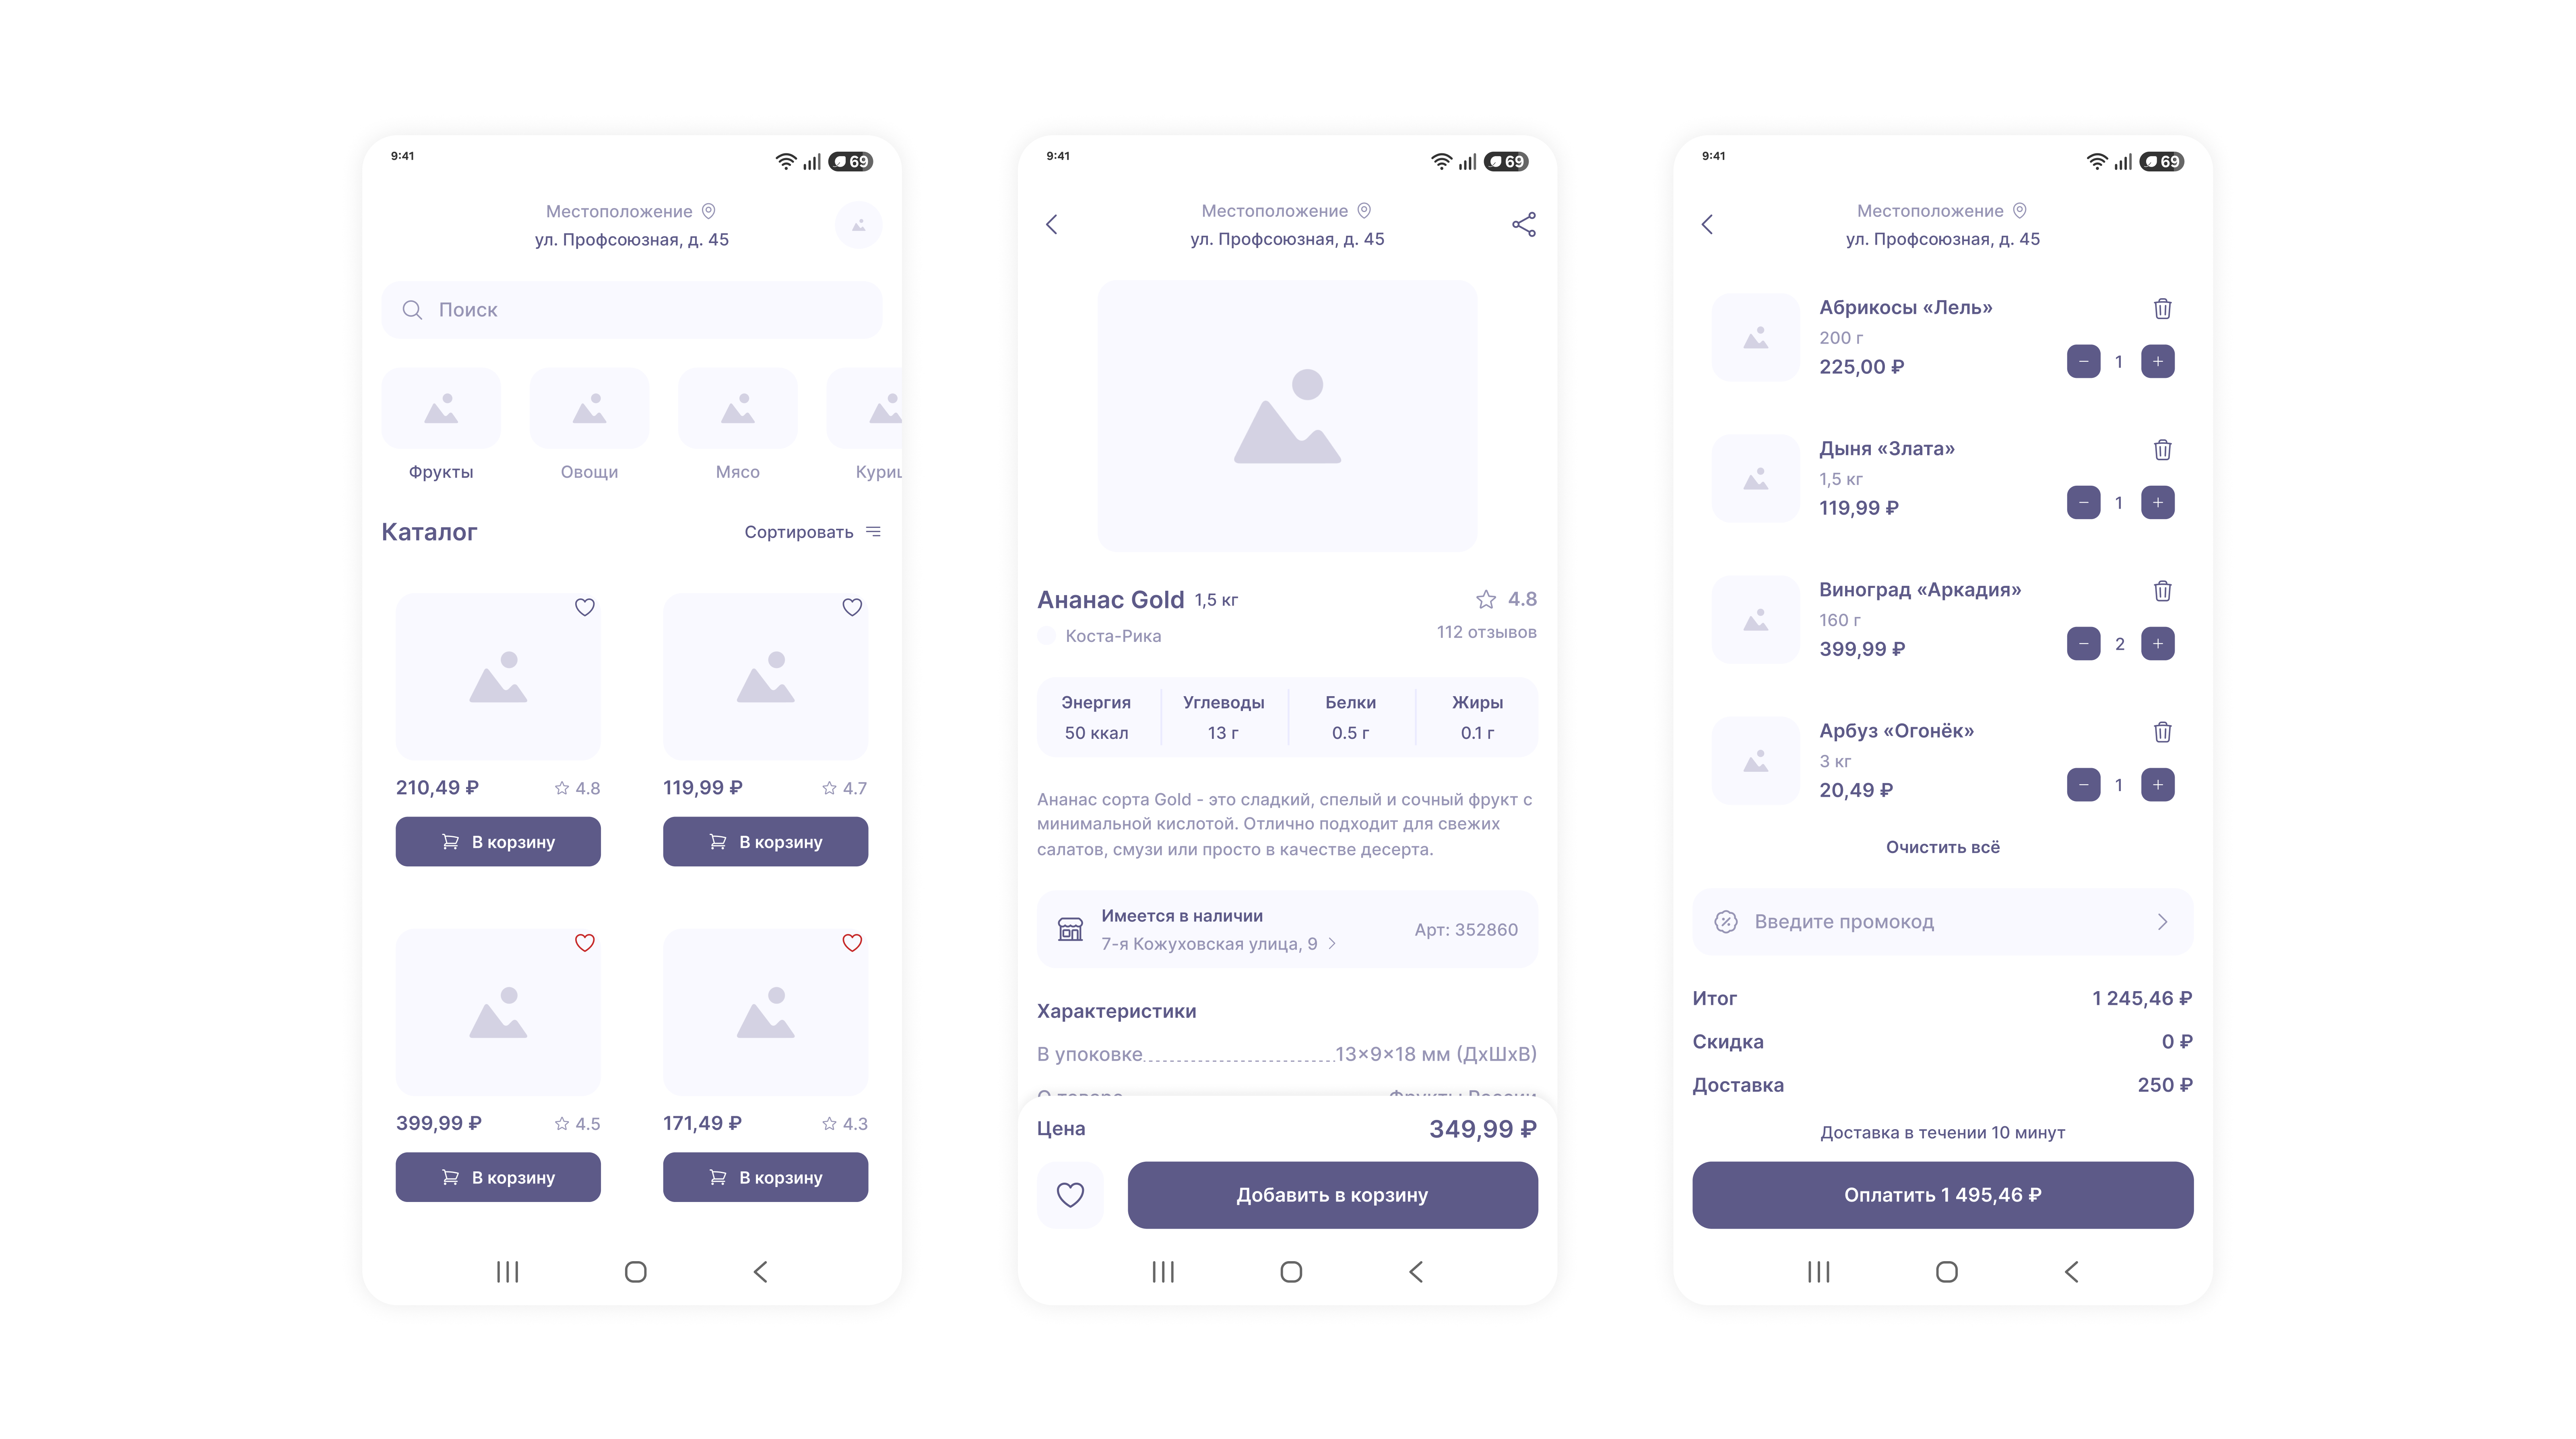 9:41
69
Местоположение
ул. Профсоюзная, д. 45
Поиск
Фрукты Овощи Мясо Куриц
Каталог Сортировать
210,49 ₽ 4.8 119,99 ₽ 4.7
В корзину В корзину
399,99 ₽ 4.5 171,49 ₽ 4.3
В корзину В корзину
9:41
69
Местоположение
ул. Профсоюзная, д. 45
Ананас Gold 1,5 кг 4.8
Коста-Рика 112 отзывов
Энергия Углеводы Белки Жиры
50 ккал 13 г 0.5 г 0.1 г
Ананас сорта Gold - это сладкий, спелый и сочный фрукт с
минимальной кислотой. Отлично подходит для свежих
салатов, смузи или просто в качестве десерта.
Имеется в наличии
7-я Кожуховская улица, 9
Арт: 352860
Характеристики
В упоковке 13×9×18 мм (ДхШхВ)
О товаре Фрукты России
Цена 349,99 ₽
Добавить в корзину
9:41
69
Местоположение
ул. Профсоюзная, д. 45
Абрикосы «Лель»
200 г
225,00 ₽ 1
Дыня «Злата»
1,5 кг
119,99 ₽ 1
Виноград «Аркадия»
160 г
399,99 ₽ 2
Арбуз «Огонёк»
3 кг
20,49 ₽ 1
Очистить всё
Введите промокод
Итог 1 245,46 ₽
Скидка 0 ₽
Доставка 250 ₽
Доставка в течении 10 минут
Оплатить 1 495,46 ₽